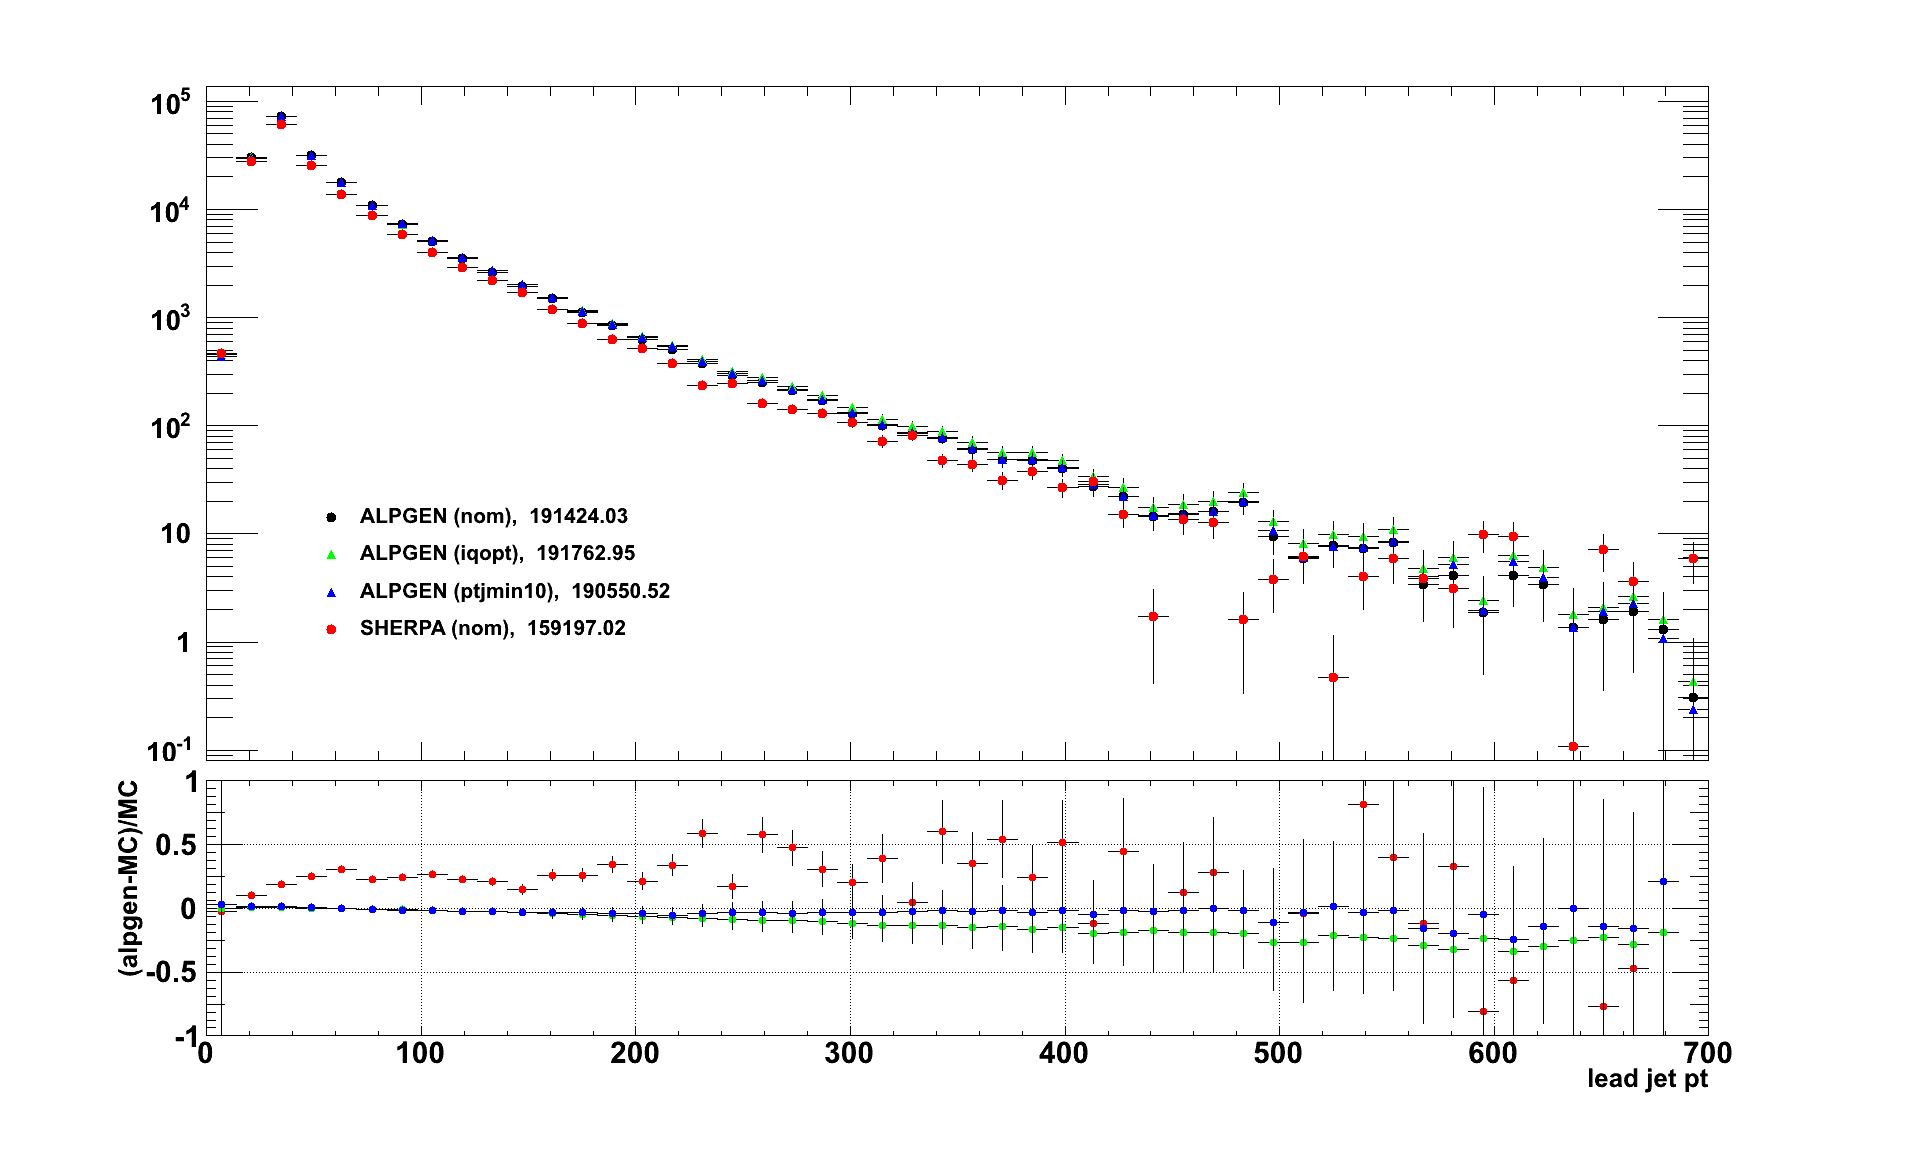 10^5
10^4
10^3
10^2
10
1
10^-1
ALPGEN (nom), 191424.03
ALPGEN (iqopt), 191762.95
ALPGEN (ptjmin10), 190550.52
SHERPA (nom), 159197.02
(alpgen-MC)/MC
1
0.5
0
-0.5
-1
0 100 200 300 400 500 600 700
lead jet pt